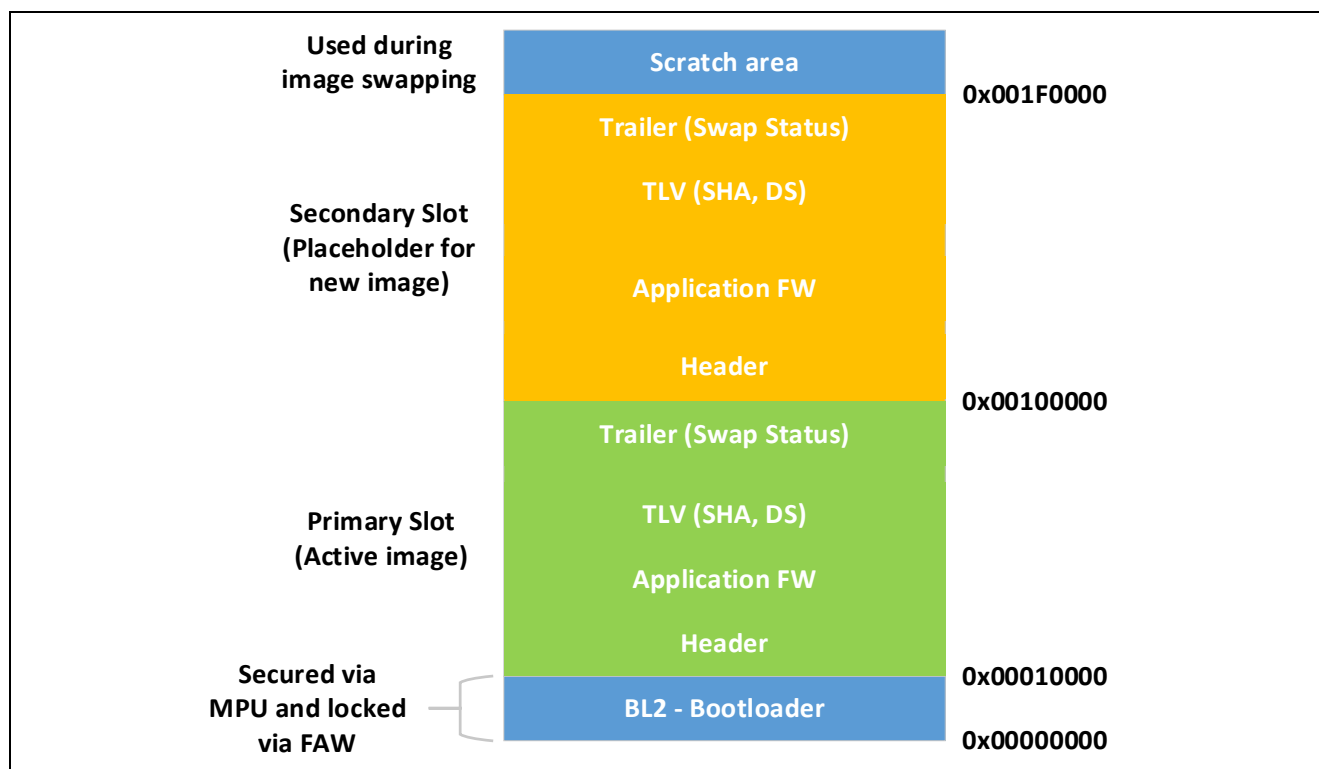 Used during
image swapping
Scratch area
0x001F0000
Trailer (Swap Status)
TLV (SHA, DS)
Secondary Slot
(Placeholder for
new image)
Application FW
Header
0x00100000
Trailer (Swap Status)
TLV (SHA, DS)
Primary Slot
(Active image)
Application FW
Header
0x00010000
Secured via
MPU and locked
via FAW
BL2 - Bootloader
0x00000000